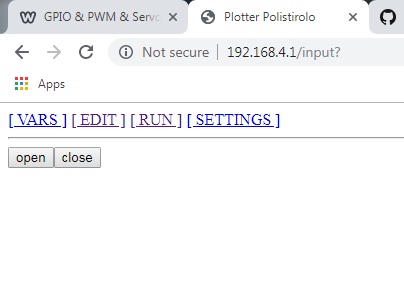 GPIO & PWM & Servo
Plotter Polistirolo
Not secure | 192.168.4.1/input?
Apps
[ VARS ] [ EDIT ] [ RUN ] [ SETTINGS ]
open close